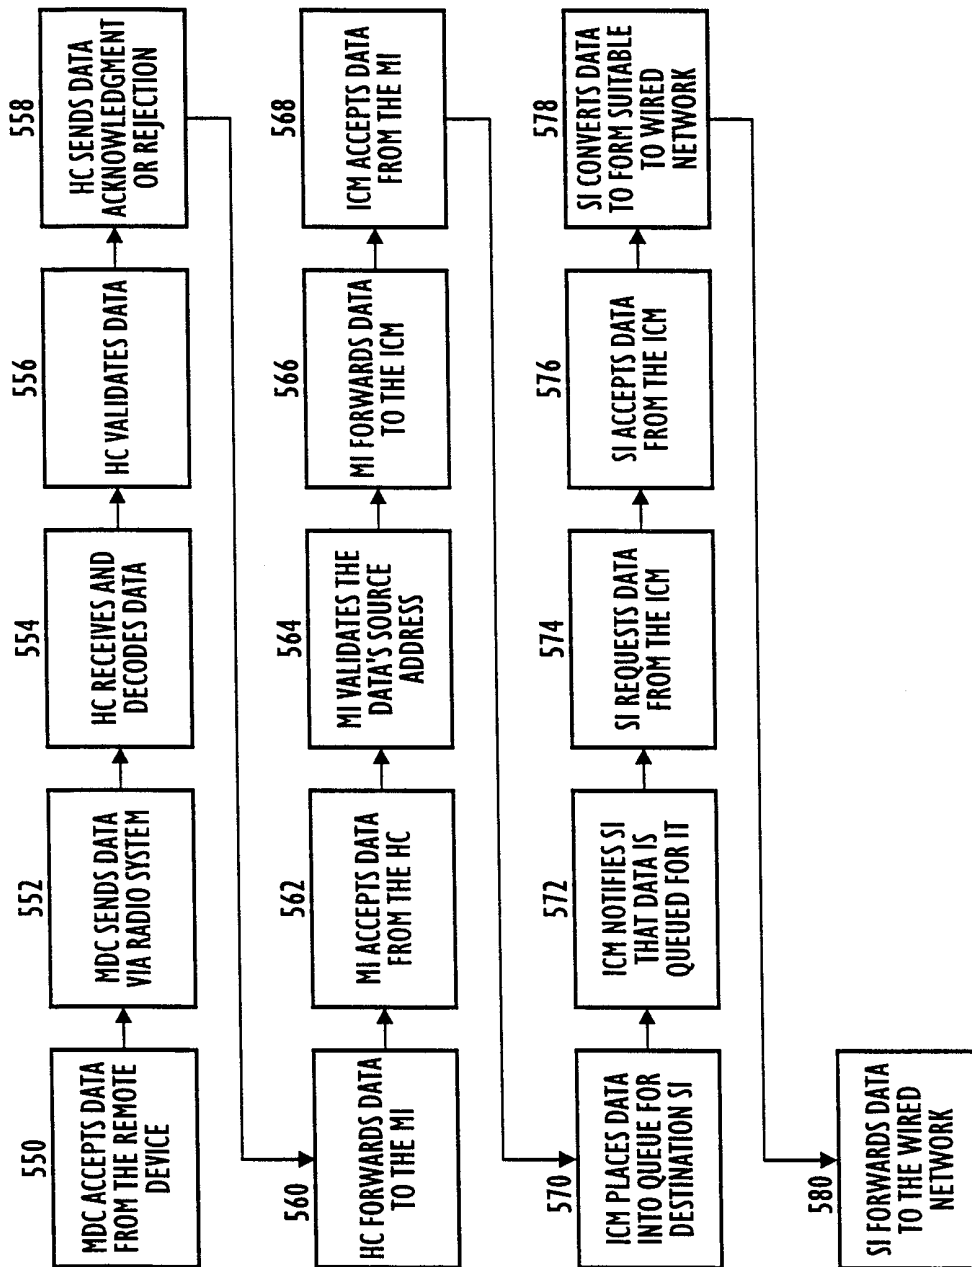 550
MDC ACCEPTS DATA
FROM THE REMOTE
DEVICE
552
MDC SENDS DATA
VIA RADIO SYSTEM
554
HC RECEIVES AND
DECODES DATA
556
HC VALIDATES DATA
558
HC SENDS DATA
ACKNOWLEDGMENT
OR REJECTION
560
HC FORWARDS DATA
TO THE MI
562
MI ACCEPTS DATA
FROM THE HC
564
MI VALIDATES THE
DATA'S SOURCE
ADDRESS
566
MI FORWARDS DATA
TO THE ICM
568
ICM ACCEPTS DATA
FROM THE MI
570
ICM PLACES DATA
INTO QUEUE FOR
DESTINATION SI
572
ICM NOTIFIES SI
THAT DATA IS
QUEUED FOR IT
574
SI REQUESTS DATA
FROM THE ICM
576
SI ACCEPTS DATA
FROM THE ICM
578
SI CONVERTS DATA
TO FORM SUITABLE
TO WIRED
NETWORK
580
SI FORWARDS DATA
TO THE WIRED
NETWORK